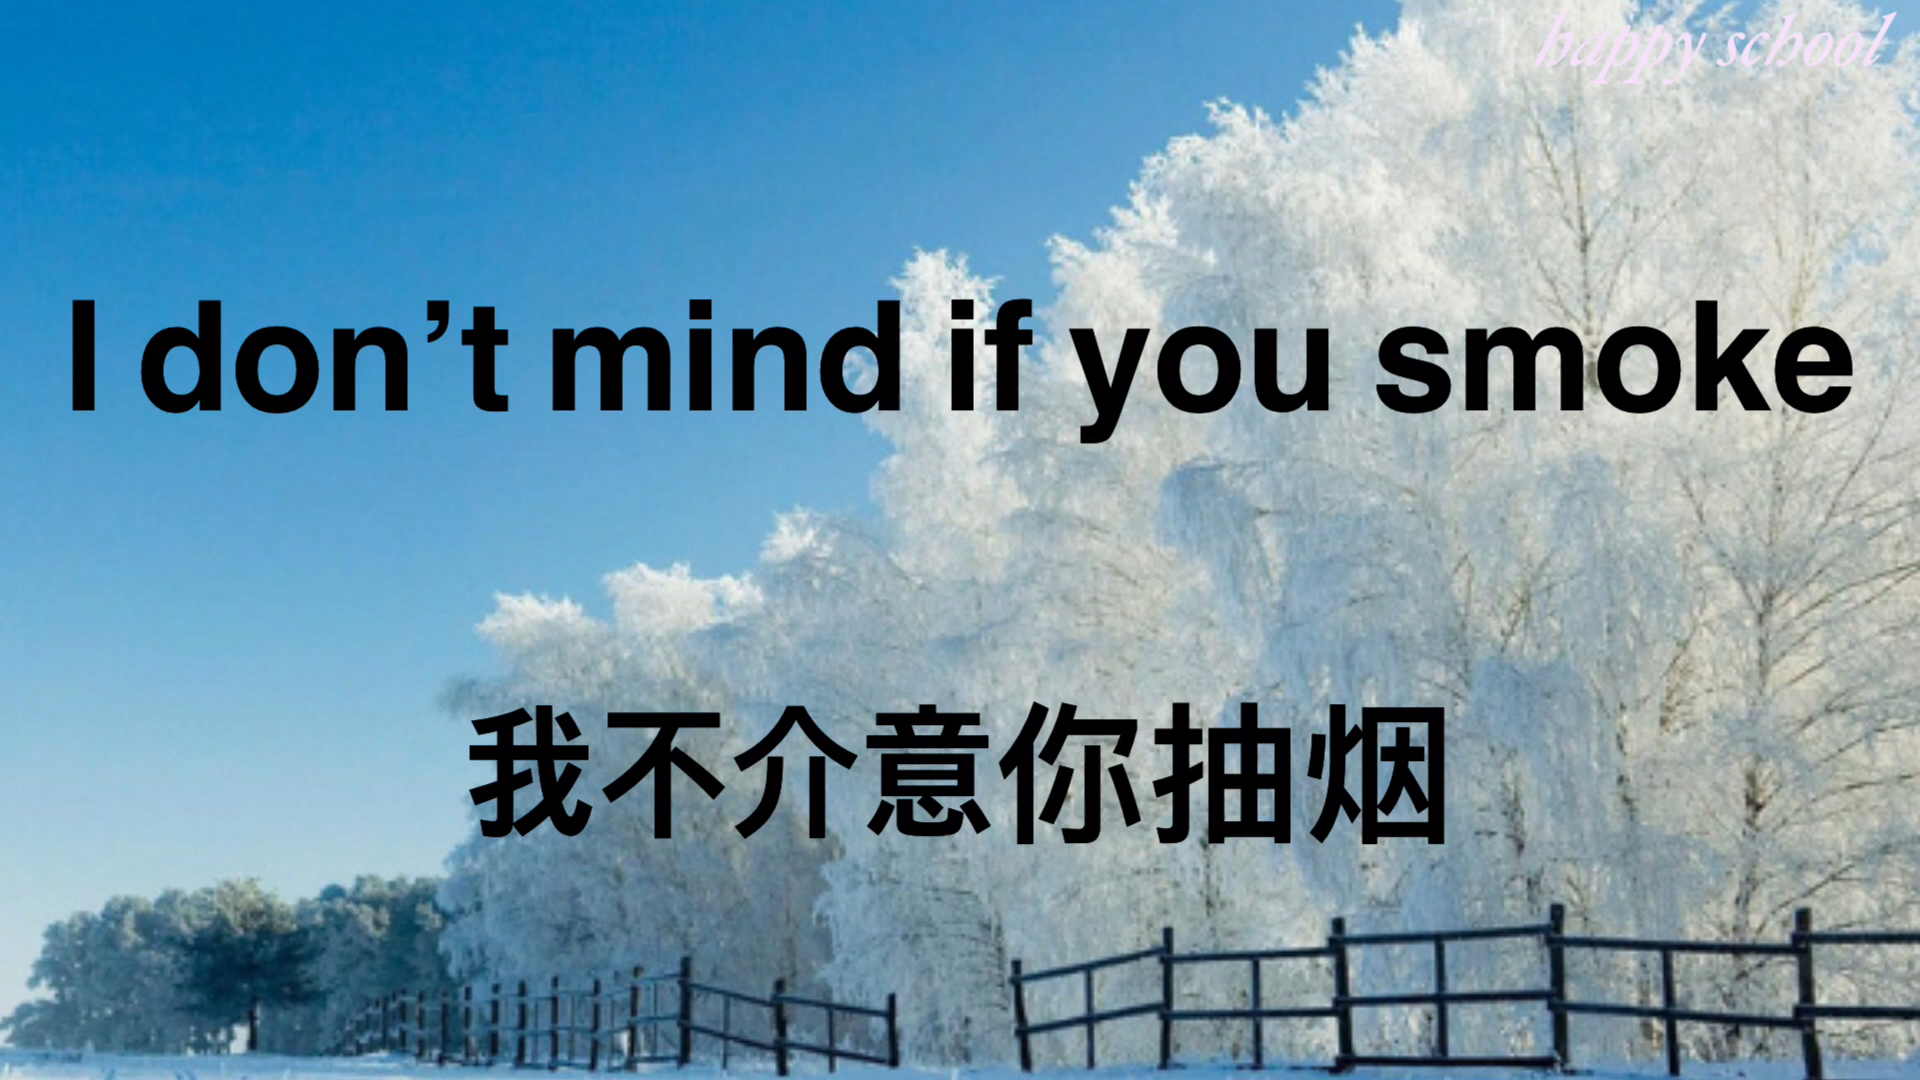 happy school
I don’t mind if you smoke
我不介意你抽烟